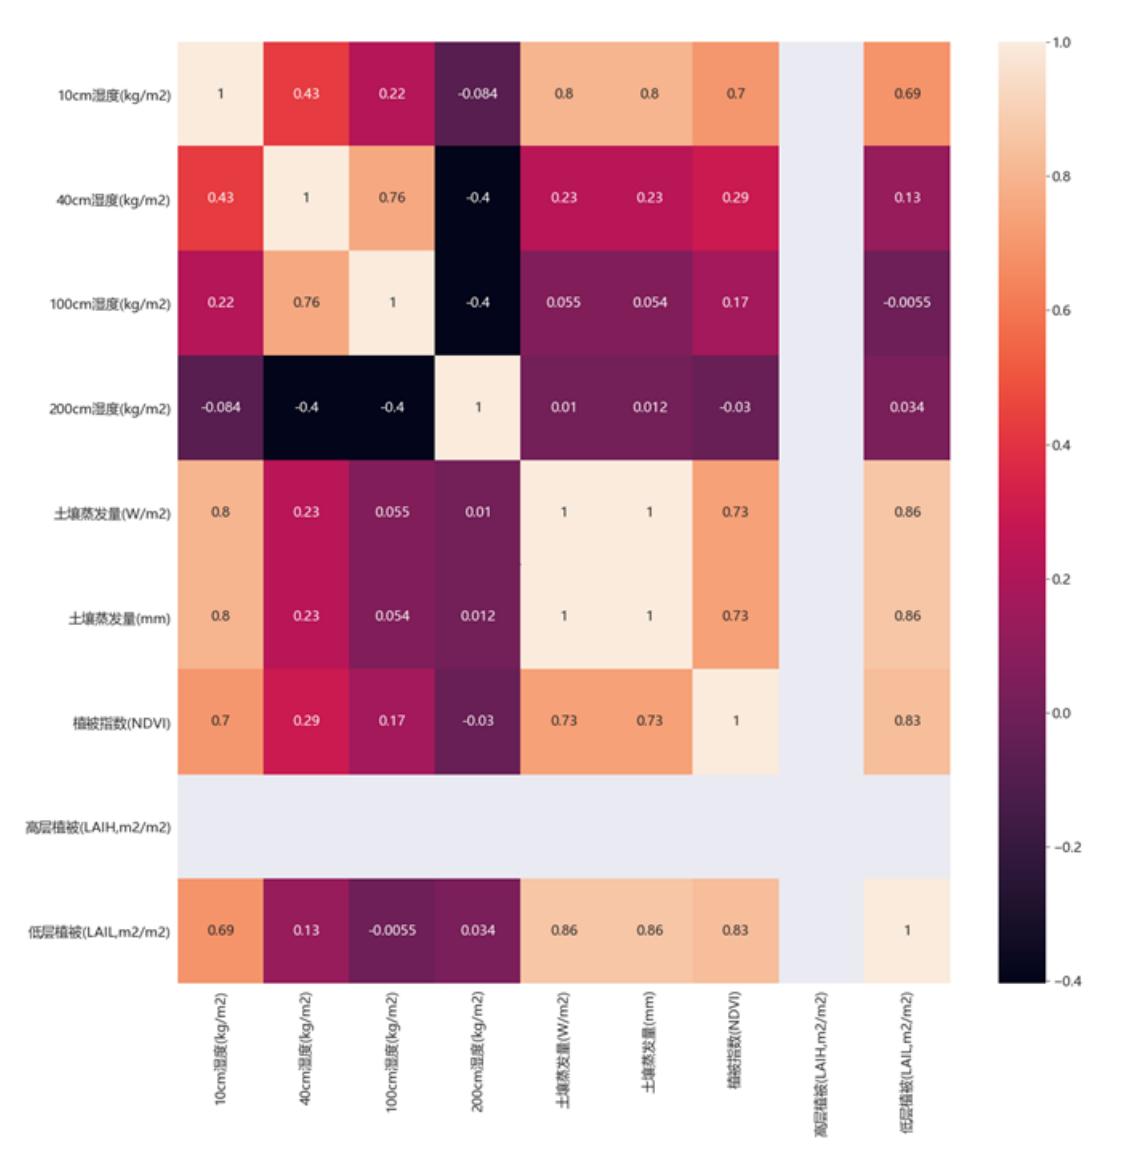 10cm湿度(kg/m2) 1 0.43 0.22 -0.084 0.8 0.8 0.7 0.69
40cm湿度(kg/m2) 0.43 1 0.76 -0.4 0.23 0.23 0.29 0.13
100cm湿度(kg/m2) 0.22 0.76 1 -0.4 0.055 0.054 0.17 -0.0055
200cm湿度(kg/m2) -0.084 -0.4 -0.4 1 0.01 0.012 -0.03 0.034
土壤蒸发量(W/m2) 0.8 0.23 0.055 0.01 1 1 0.73 0.86
土壤蒸发量(mm) 0.8 0.23 0.054 0.012 1 1 0.73 0.86
植被指数(NDVI) 0.7 0.29 0.17 -0.03 0.73 0.73 1 0.83
高层植被(LAIH,m2/m2)
低层植被(LAIL,m2/m2) 0.69 0.13 -0.0055 0.034 0.86 0.86 0.83 1
10cm湿度(kg/m2)
40cm湿度(kg/m2)
100cm湿度(kg/m2)
200cm湿度(kg/m2)
土壤蒸发量(W/m2)
土壤蒸发量(mm)
植被指数(NDVI)
高层植被(LAIH,m2/m2)
低层植被(LAIL,m2/m2)
1.0
0.8
0.6
0.4
0.2
0.0
−0.2
−0.4